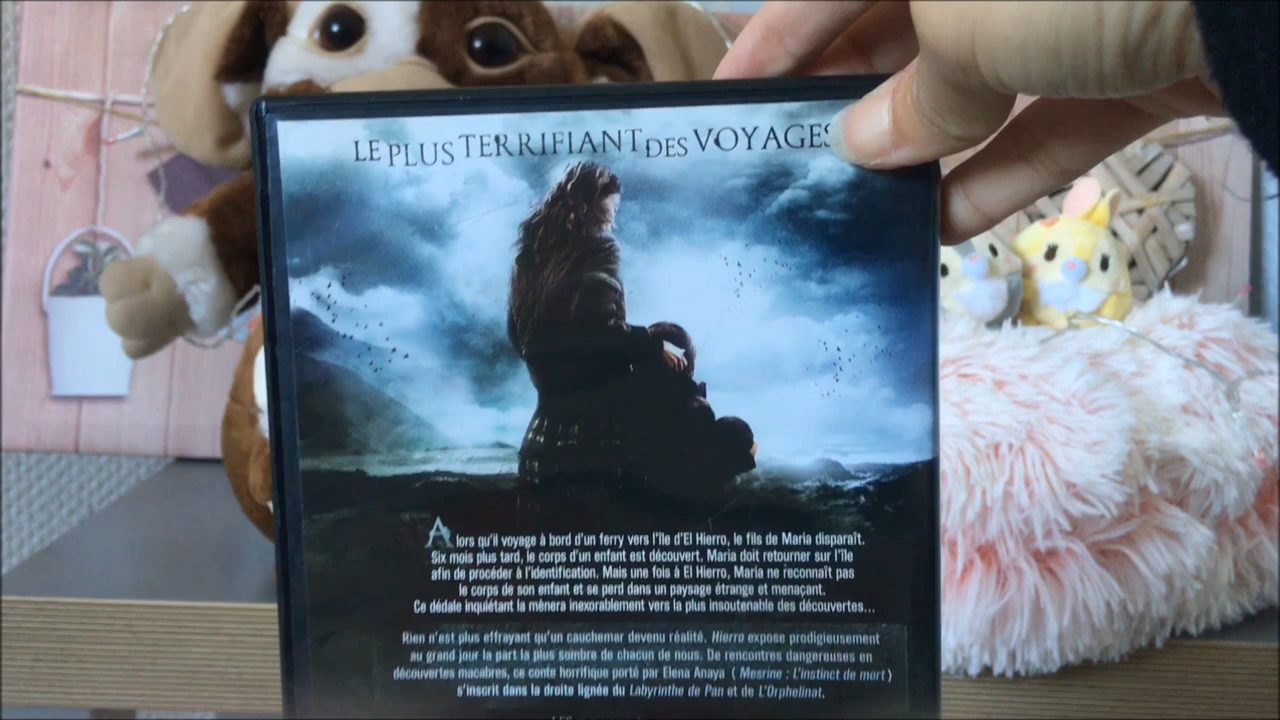 LE PLUS TERRIFIANT DES VOYAGES
Alors qu'il voyage à bord d'un ferry vers l'île d'El Hierro, le fils de Maria disparaît.
Six mois plus tard, le corps d'un enfant est découvert. Maria doit retourner sur l'île
afin de procéder à l'identification. Mais une fois à El Hierro, Maria ne reconnaît pas
le corps de son enfant et se perd dans un paysage étrange et menaçant.
Ce dédale inquiétant la mènera inexorablement vers la plus insoutenable des découvertes...
Rien n'est plus effrayant qu'un cauchemar devenu réalité. Hierro expose prodigieusement
au grand jour la part la plus sombre de chacun de nous. De rencontres dangereuses en
découvertes macabres, ce conte horrifique porté par Elena Anaya ( Mesrine : L'instinct de mort )
s'inscrit dans la droite lignée du Labyrinthe de Pan et de L'Orphelinat.